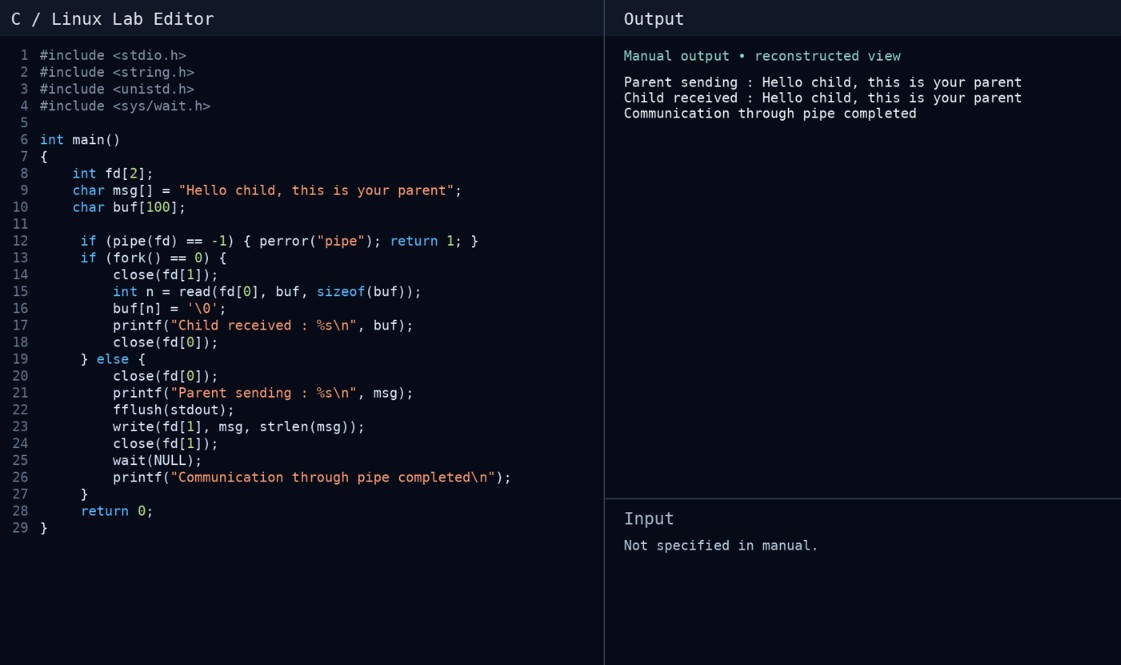 C / Linux Lab Editor
1 #include <stdio.h>
2 #include <string.h>
3 #include <unistd.h>
4 #include <sys/wait.h>
5
6 int main()
7 {
8     int fd[2];
9     char msg[] = "Hello child, this is your parent";
10     char buf[100];
11
12      if (pipe(fd) == -1) { perror("pipe"); return 1; }
13      if (fork() == 0) {
14          close(fd[1]);
15          int n = read(fd[0], buf, sizeof(buf));
16          buf[n] = '\0';
17          printf("Child received : %s\n", buf);
18          close(fd[0]);
19      } else {
20          close(fd[0]);
21          printf("Parent sending : %s\n", msg);
22          fflush(stdout);
23          write(fd[1], msg, strlen(msg));
24          close(fd[1]);
25          wait(NULL);
26          printf("Communication through pipe completed\n");
27      }
28      return 0;
29 }
Output
Manual output • reconstructed view
Parent sending : Hello child, this is your parent
Child received : Hello child, this is your parent
Communication through pipe completed
Input
Not specified in manual.